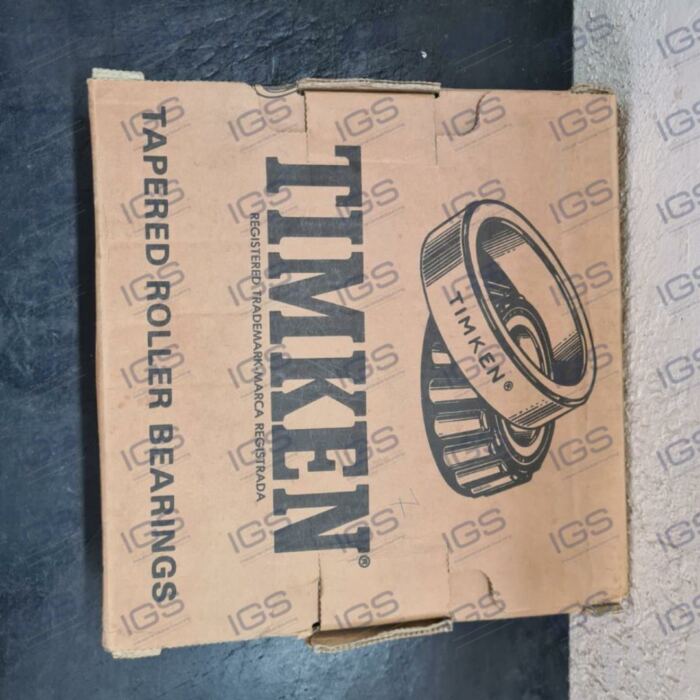 TIMKEN®
TIMKEN®
REGISTERED TRADEMARK·MARCA REGISTRADA
TAPERED ROLLER BEARINGS
IGS